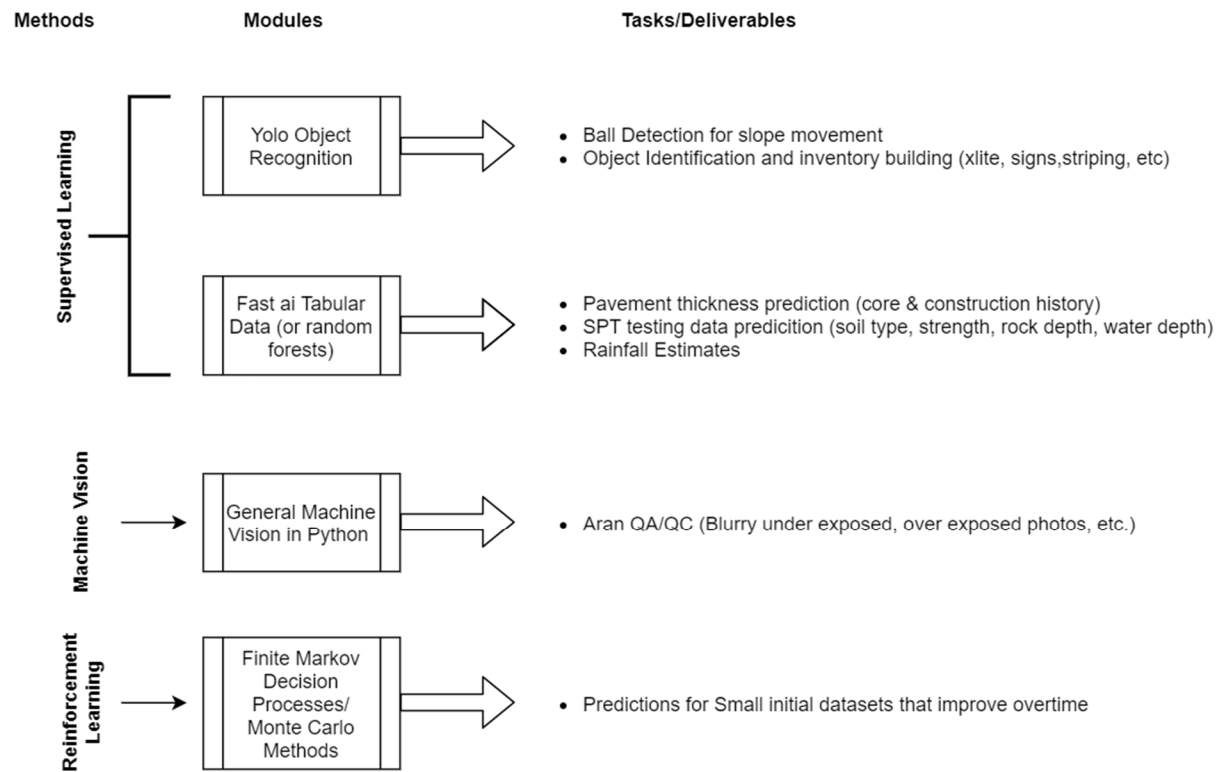 Methods
Modules
Tasks/Deliverables
Supervised Learning
Yolo Object
Recognition
• Ball Detection for slope movement
• Object Identification and inventory building (xlite, signs,striping, etc)
Fast ai Tabular
Data (or random
forests)
• Pavement thickness prediction (core & construction history)
• SPT testing data predicition (soil type, strength, rock depth, water depth)
• Rainfall Estimates
Machine Vision
General Machine
Vision in Python
• Aran QA/QC (Blurry under exposed, over exposed photos, etc.)
Reinforcement
Learning
Finite Markov
Decision
Processes/
Monte Carlo
Methods
• Predictions for Small initial datasets that improve overtime